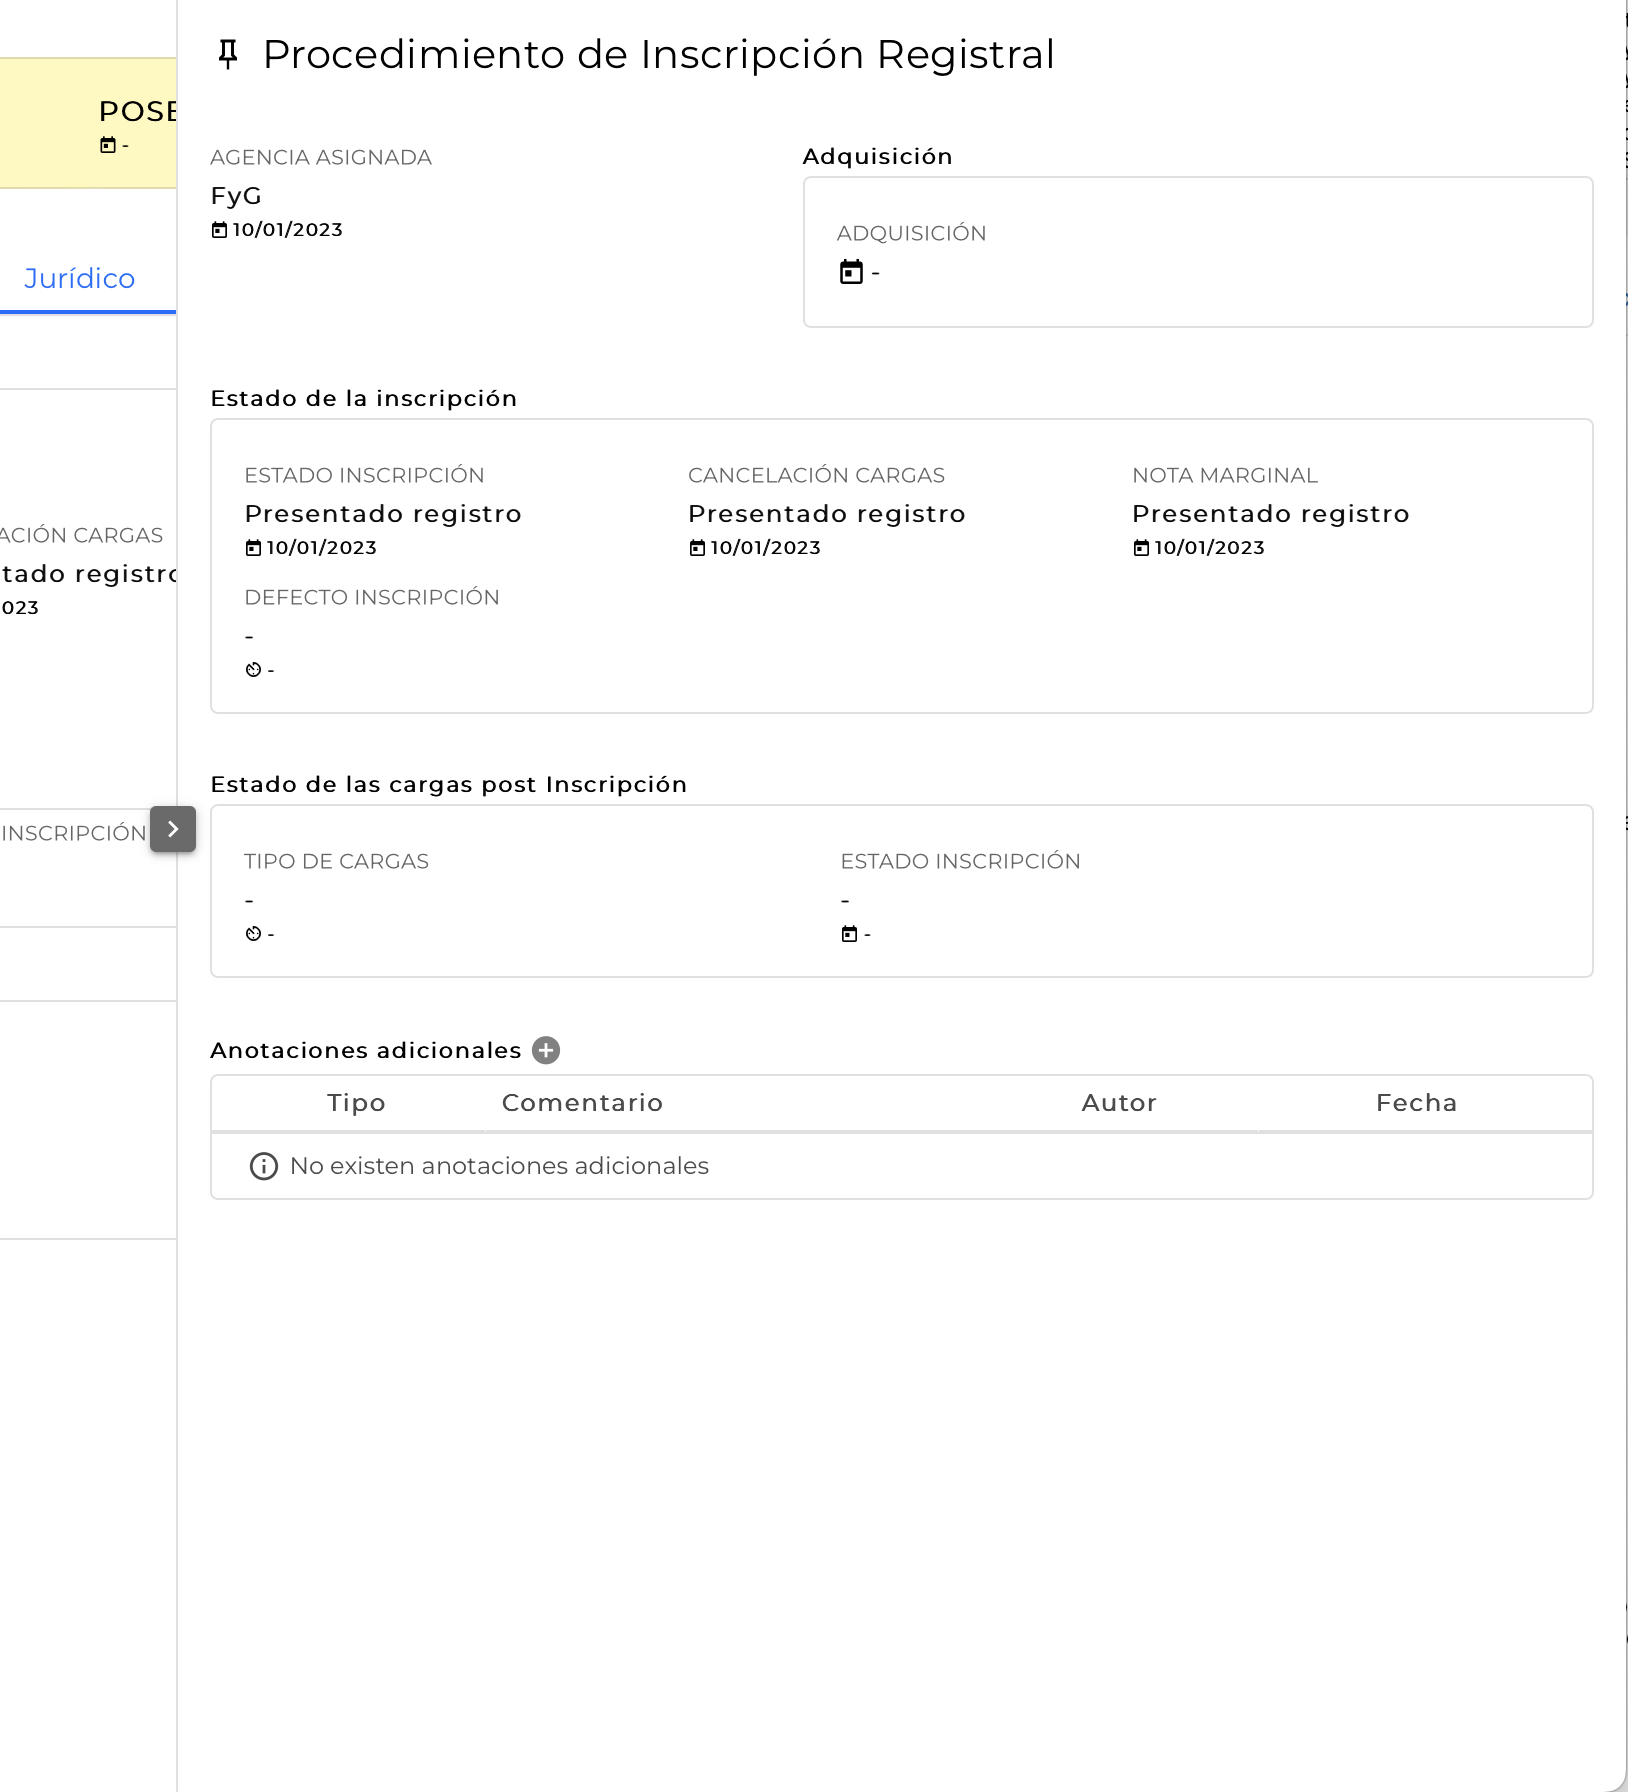 POSE
-
Jurídico
ACIÓN CARGAS
tado registro
023
INSCRIPCIÓN
Procedimiento de Inscripción Registral
AGENCIA ASIGNADA
FyG
10/01/2023
Adquisición
ADQUISICIÓN
-
Estado de la inscripción
ESTADO INSCRIPCIÓN
Presentado registro
10/01/2023
CANCELACIÓN CARGAS
Presentado registro
10/01/2023
NOTA MARGINAL
Presentado registro
10/01/2023
DEFECTO INSCRIPCIÓN
-
-
Estado de las cargas post Inscripción
TIPO DE CARGAS
-
-
ESTADO INSCRIPCIÓN
-
-
Anotaciones adicionales
Tipo Comentario Autor Fecha
No existen anotaciones adicionales